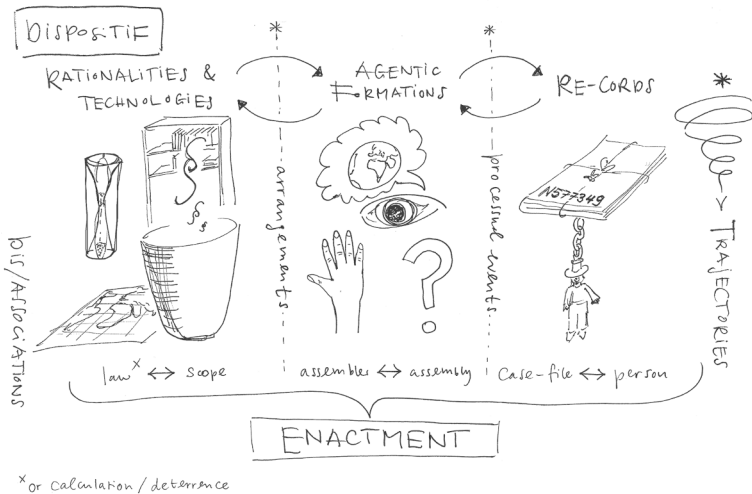 DISPOSITIF
*
*
*
RATIONALITIES &
TECHNOLOGIES
AGENTIC
FORMATIONS
RE-CORDS
arrangements
processual events
N577349
DIS/ASSOCIATIONS
TRAJECTORIES
law x ↔ scope
assembler ↔ assembly
case-file ↔ person
ENACTMENT
x or calculation / deterrence